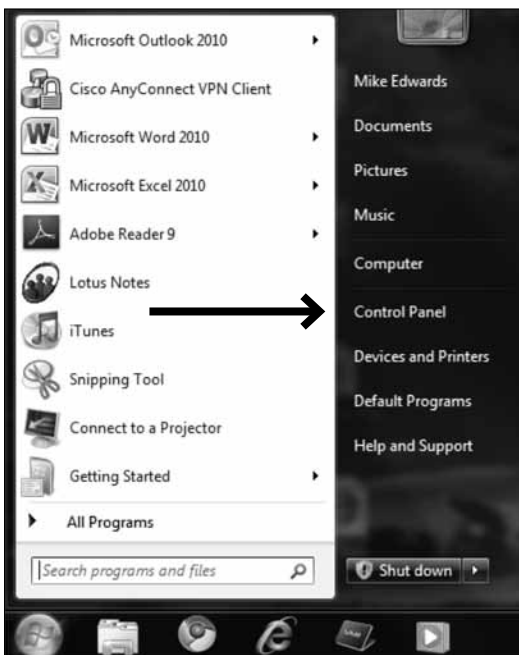 Microsoft Outlook 2010
Cisco AnyConnect VPN Client
Microsoft Word 2010
Microsoft Excel 2010
Adobe Reader 9
Lotus Notes
iTunes
Snipping Tool
Connect to a Projector
Getting Started
All Programs
Search programs and files
Mike Edwards
Documents
Pictures
Music
Computer
Control Panel
Devices and Printers
Default Programs
Help and Support
Shut down